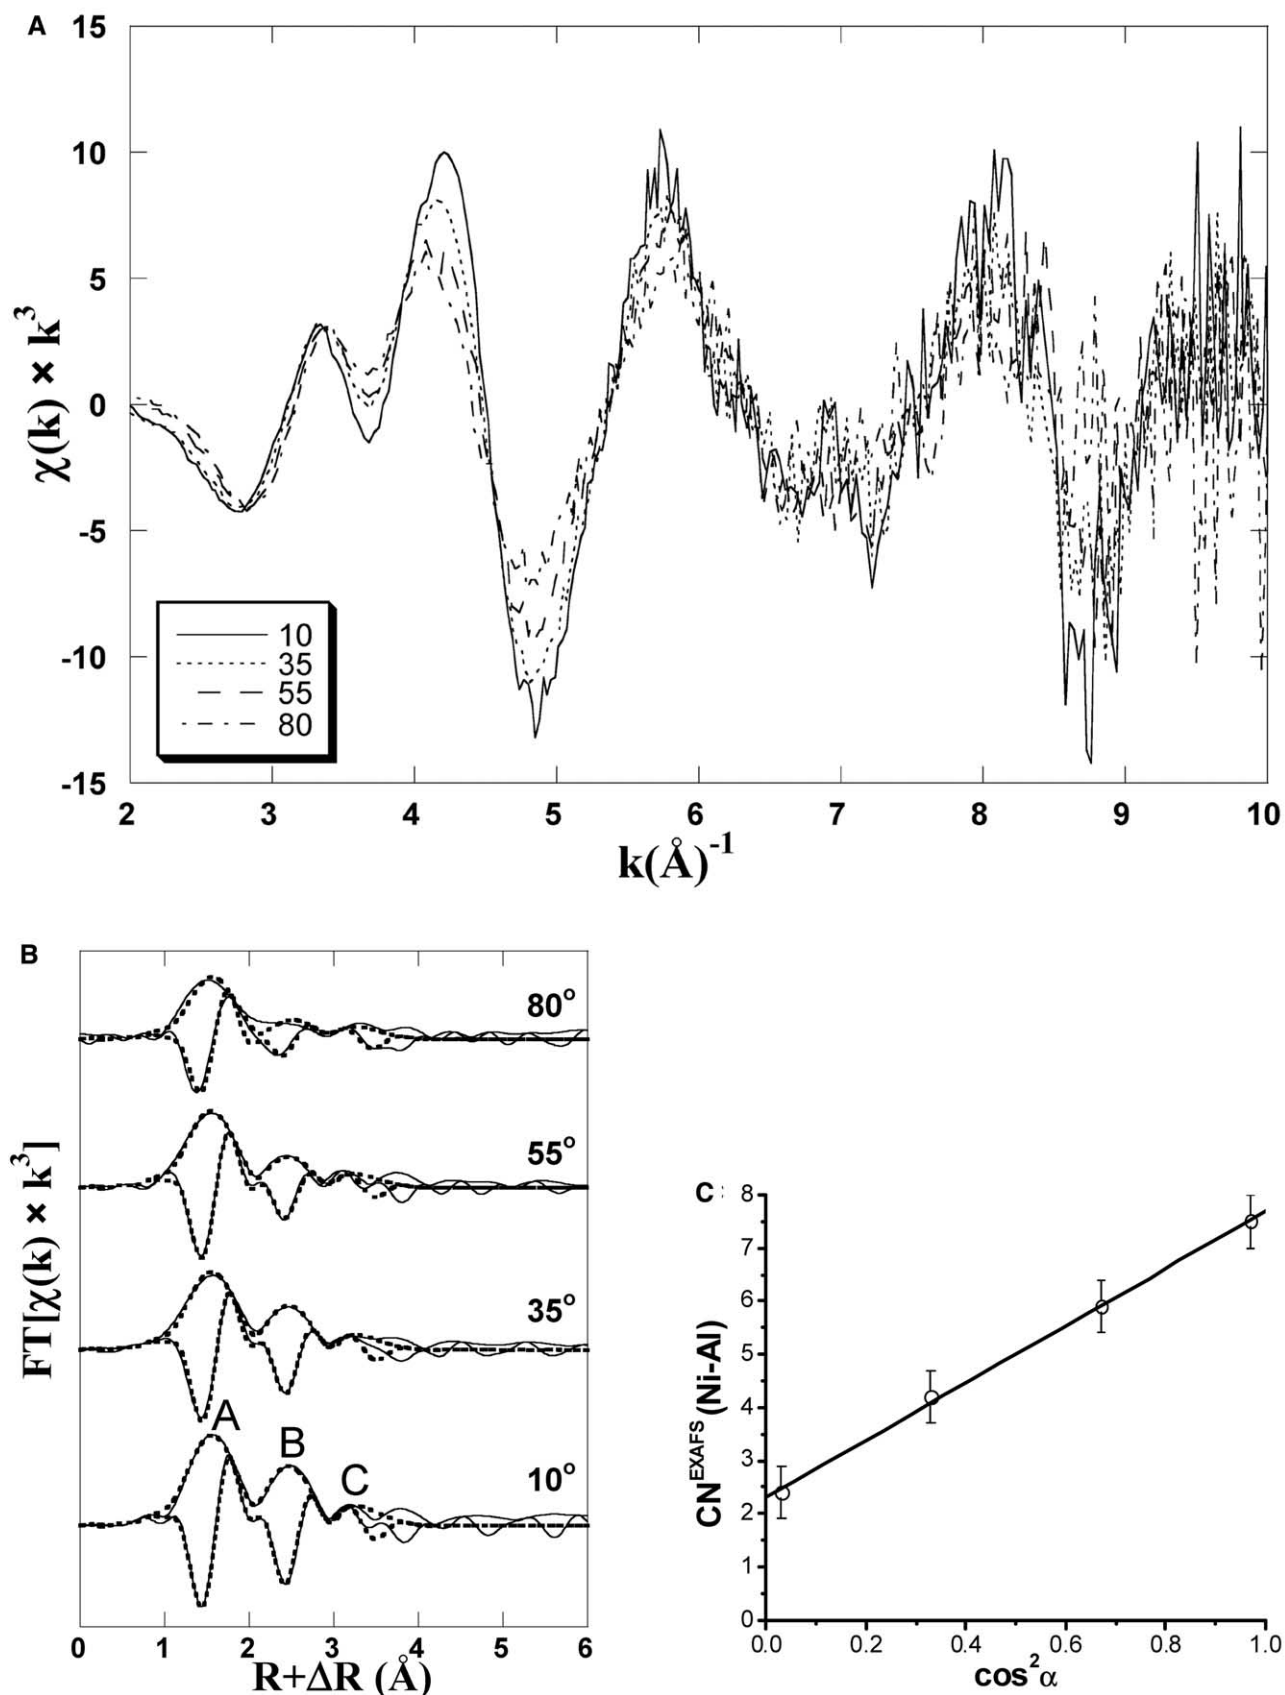 A
15
10
5
0
-5
-10
-15
χ(k) × k³
10
35
55
80
2 3 4 5 6 7 8 9 10
k(Å)⁻¹
B
80°
55°
35°
A
B
C
10°
FT[χ(k) × k³]
0 1 2 3 4 5 6
R+ΔR (Å)
C
8
7
6
5
4
3
2
1
0
CN^EXAFS (Ni-Al)
0.0 0.2 0.4 0.6 0.8 1.0
cos²α